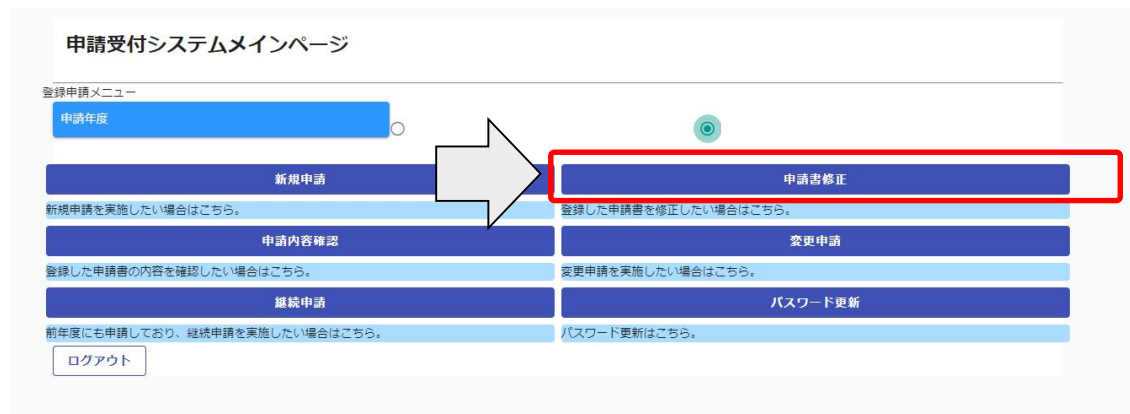 申請受付システムメインページ
登録申請メニュー
申請年度
新規申請
申請書修正
新規申請を実施したい場合はこちら。
登録した申請書を修正したい場合はこちら。
申請内容確認
変更申請
登録した申請書の内容を確認したい場合はこちら。
変更申請を実施したい場合はこちら。
継続申請
パスワード更新
前年度にも申請しており、継続申請を実施したい場合はこちら。
パスワード更新はこちら。
ログアウト